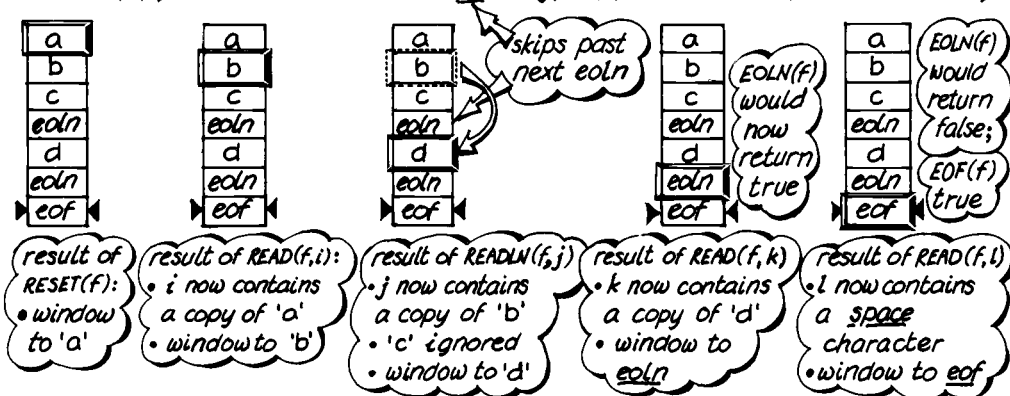 a
b
c
eoln
d
eoln
eof
a
b
c
eoln
d
eoln
eof
a
b
c
eoln
d
eoln
eof
skips past
next eoln
a
b
c
eoln
d
eoln
eof
EOLN(f)
would
now
return
true
a
b
c
eoln
d
eoln
eof
EOLN(f)
would
return
false;
EOF(f)
true
result of
RESET(f):
• window
to 'a'
result of READ(f,i):
• i now contains
a copy of 'a'
• window to 'b'
result of READLN(f,j)
• j now contains
a copy of 'b'
• 'c' ignored
• window to 'd'
result of READ(f,k)
• k now contains
a copy of 'd'
• window to
eoln
result of READ(f,l)
• l now contains
a space
character
• window to eof